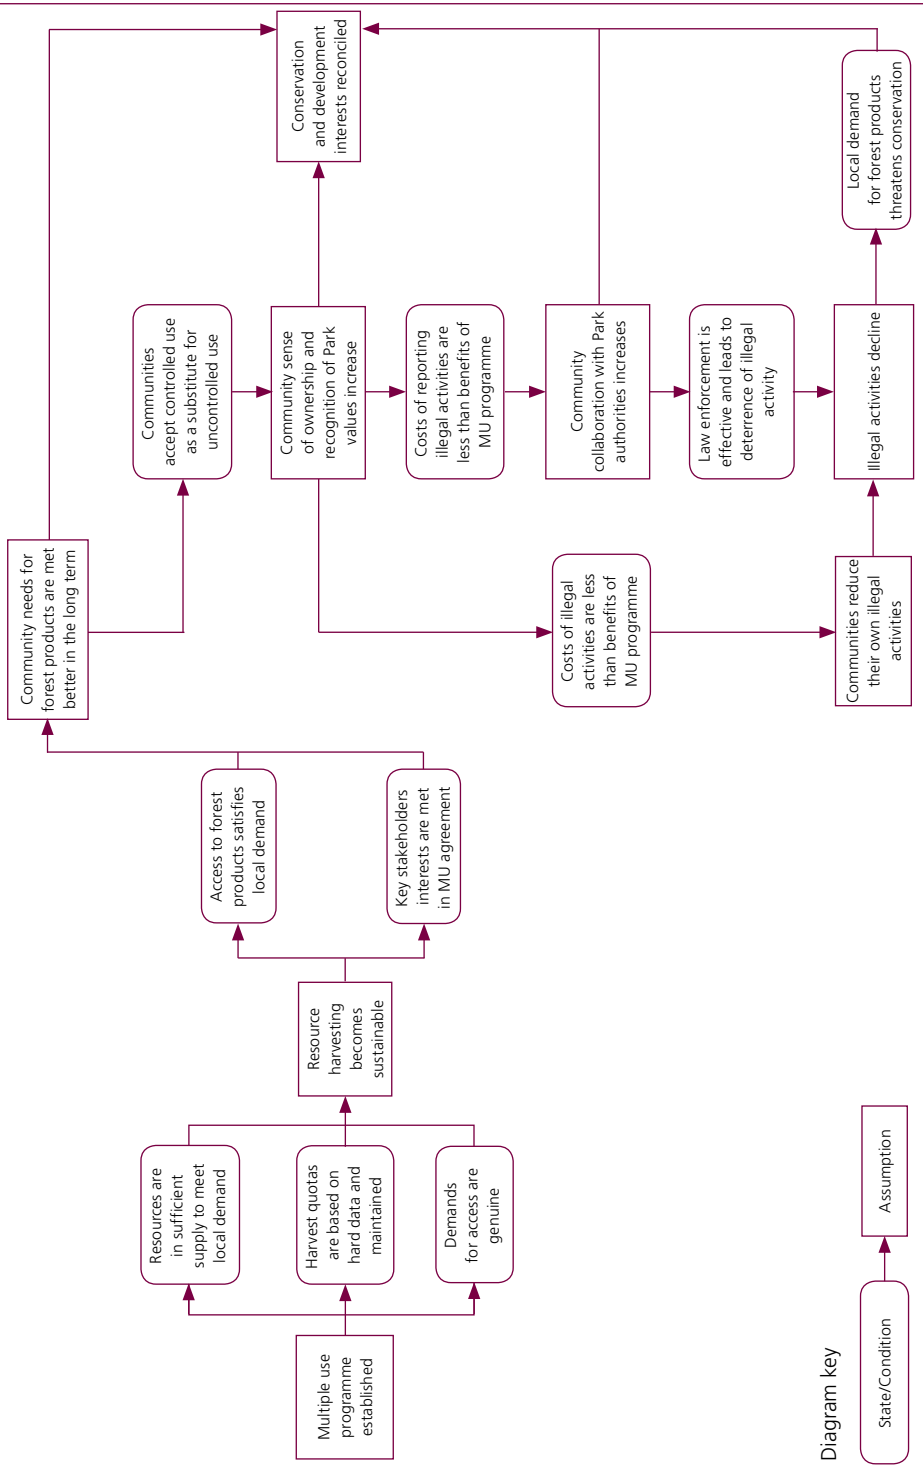 Multiple use
programme
established
Resources are
in sufficient
supply to meet
local demand
Harvest quotas
are based on
hard data and
maintained
Demands
for access are
genuine
Resource
harvesting
becomes
sustainable
Access to forest
products satisfies
local demand
Key stakeholders
interests are met
in MU agreement
Community needs for
forest products are met
better in the long term
Communities
accept controlled use
as a substitute for
uncontrolled use
Community sense
of ownership and
recognition of Park
values increase
Conservation
and development
interests reconciled
Costs of reporting
illegal activities are
less than benefits of
MU programme
Community
collaboration with Park
authorities increases
Law enforcement is
effective and leads to
deterrence of illegal
activity
Costs of illegal
activities are less
than benefits of
MU programme
Communities reduce
their own illegal
activities
Illegal activities decline
Local demand
for forest products
threatens conservation
Diagram key
State/Condition
Assumption